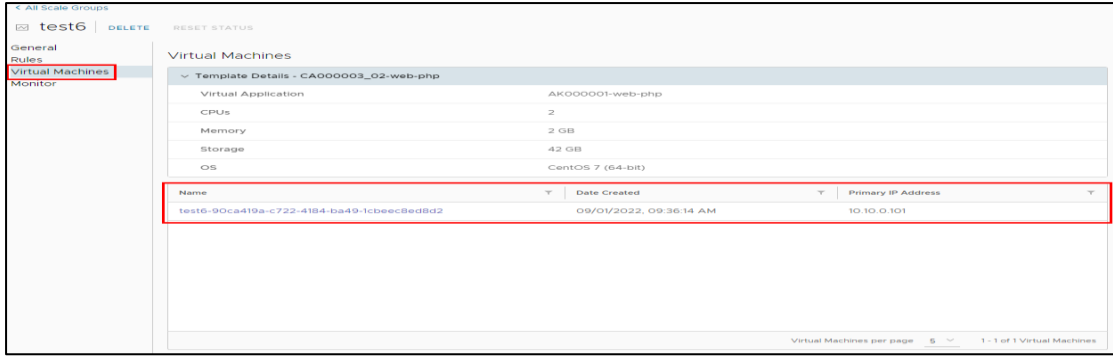 < All Scale Groups
test6 DELETE RESET STATUS
General
Rules
Virtual Machines
Monitor
Virtual Machines
Template Details - CA000003_02-web-php
Virtual Application AK000001-web-php
CPUs 2
Memory 2 GB
Storage 42 GB
OS CentOS 7 (64-bit)
Name Date Created Primary IP Address
test6-90ca419a-c722-4184-ba49-1cbeec8ed8d2 09/01/2022, 09:36:14 AM 10.10.0.101
Virtual Machines per page 5 1 - 1 of 1 Virtual Machines